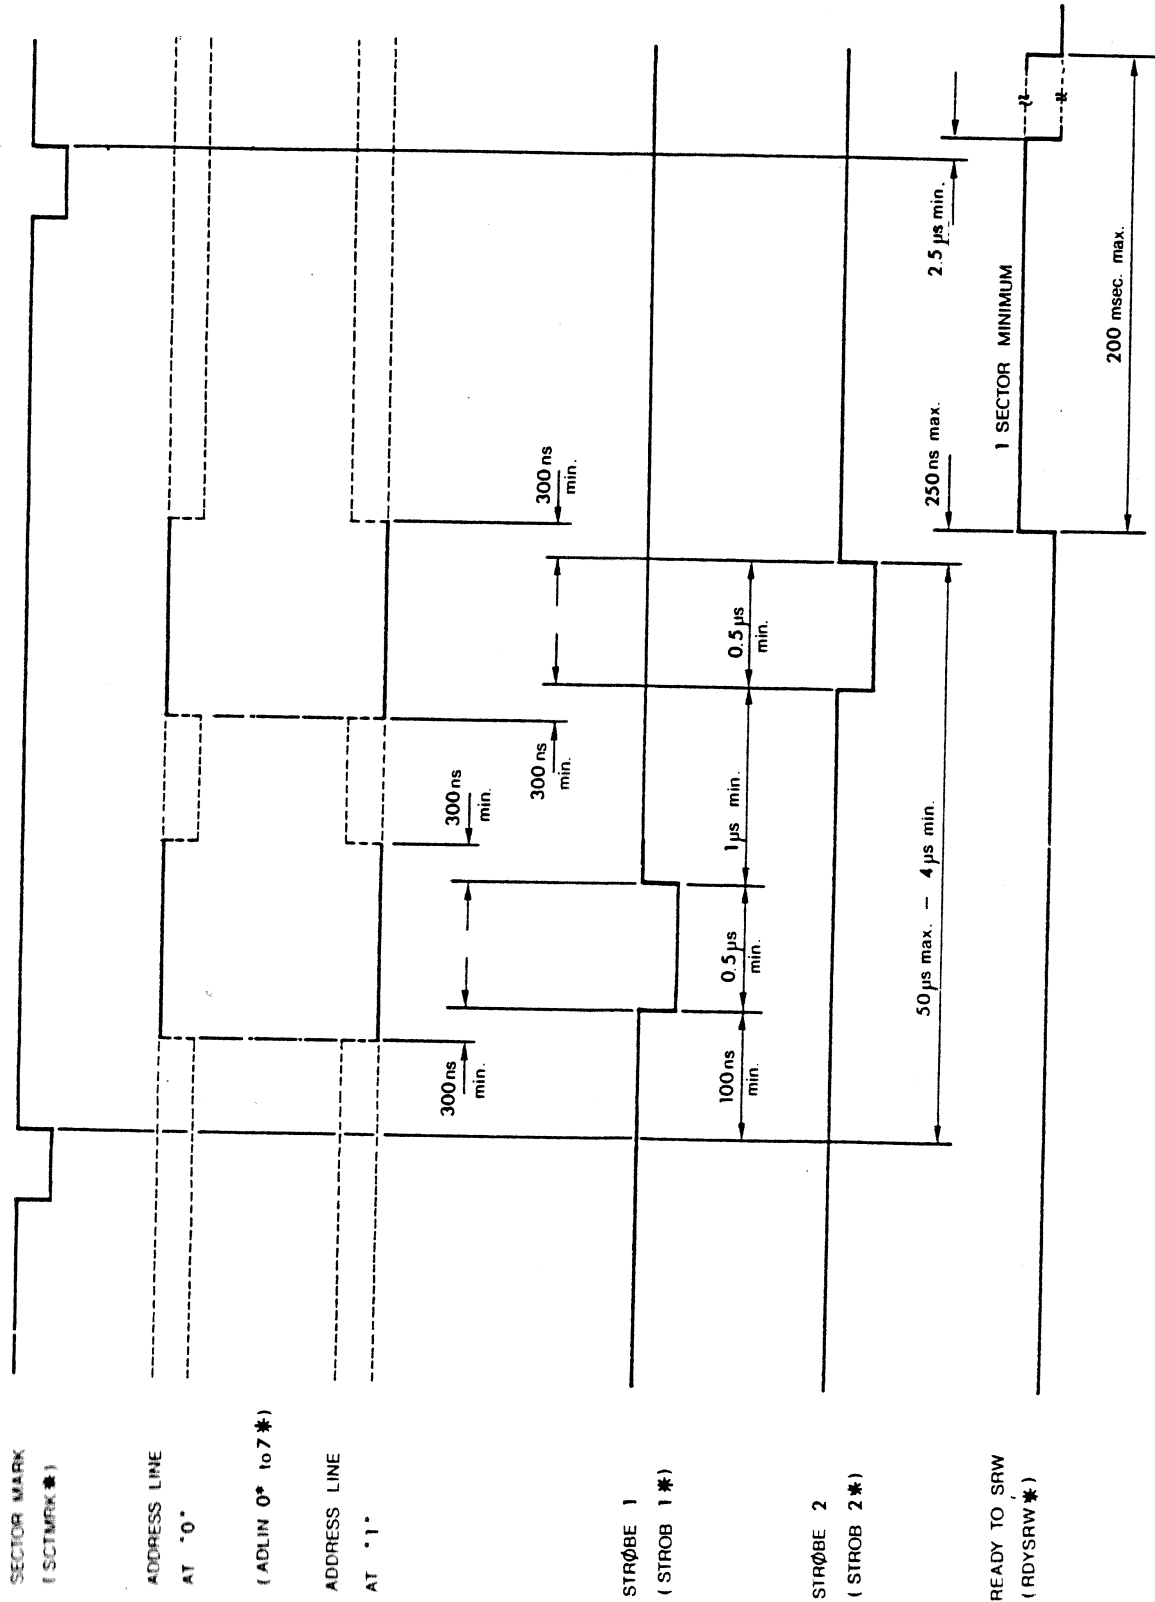 SECTOR MARK
( SCTMRK* )
ADDRESS LINE
AT "0"
( ADLIN 0* to 7* )
ADDRESS LINE
AT "1"
300 ns
min.
300 ns
min.
300 ns
min.
300 ns
min.
STRØBE 1
( STROB 1* )
100 ns
min.
0.5 µs
min.
1 µs min.
0.5 µs
min.
STRØBE 2
( STROB 2* )
50 µs max. — 4 µs min.
250 ns max.
2.5 µs min.
READY TO SRW
( RDYSRW* )
1 SECTOR MINIMUM
200 msec. max.